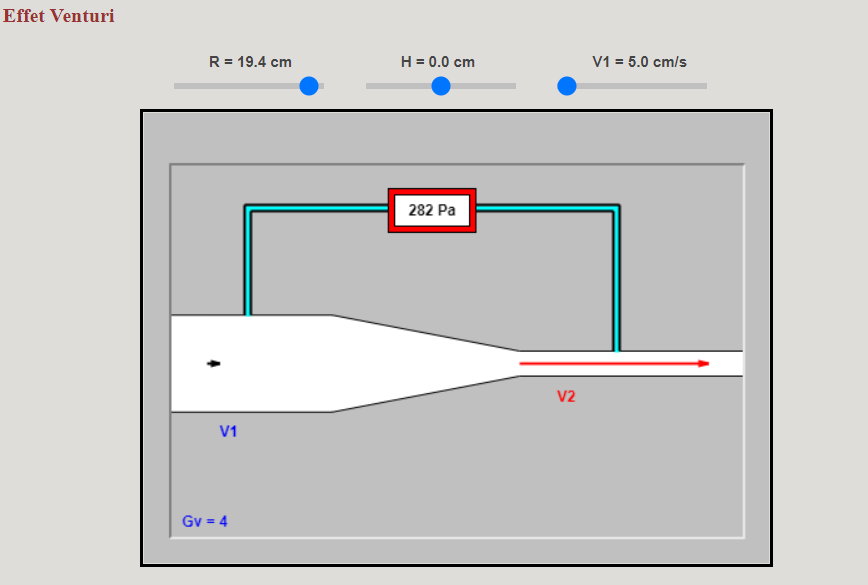 Effet Venturi
R = 19.4 cm
H = 0.0 cm
V1 = 5.0 cm/s
282 Pa
V2
V1
Gv = 4